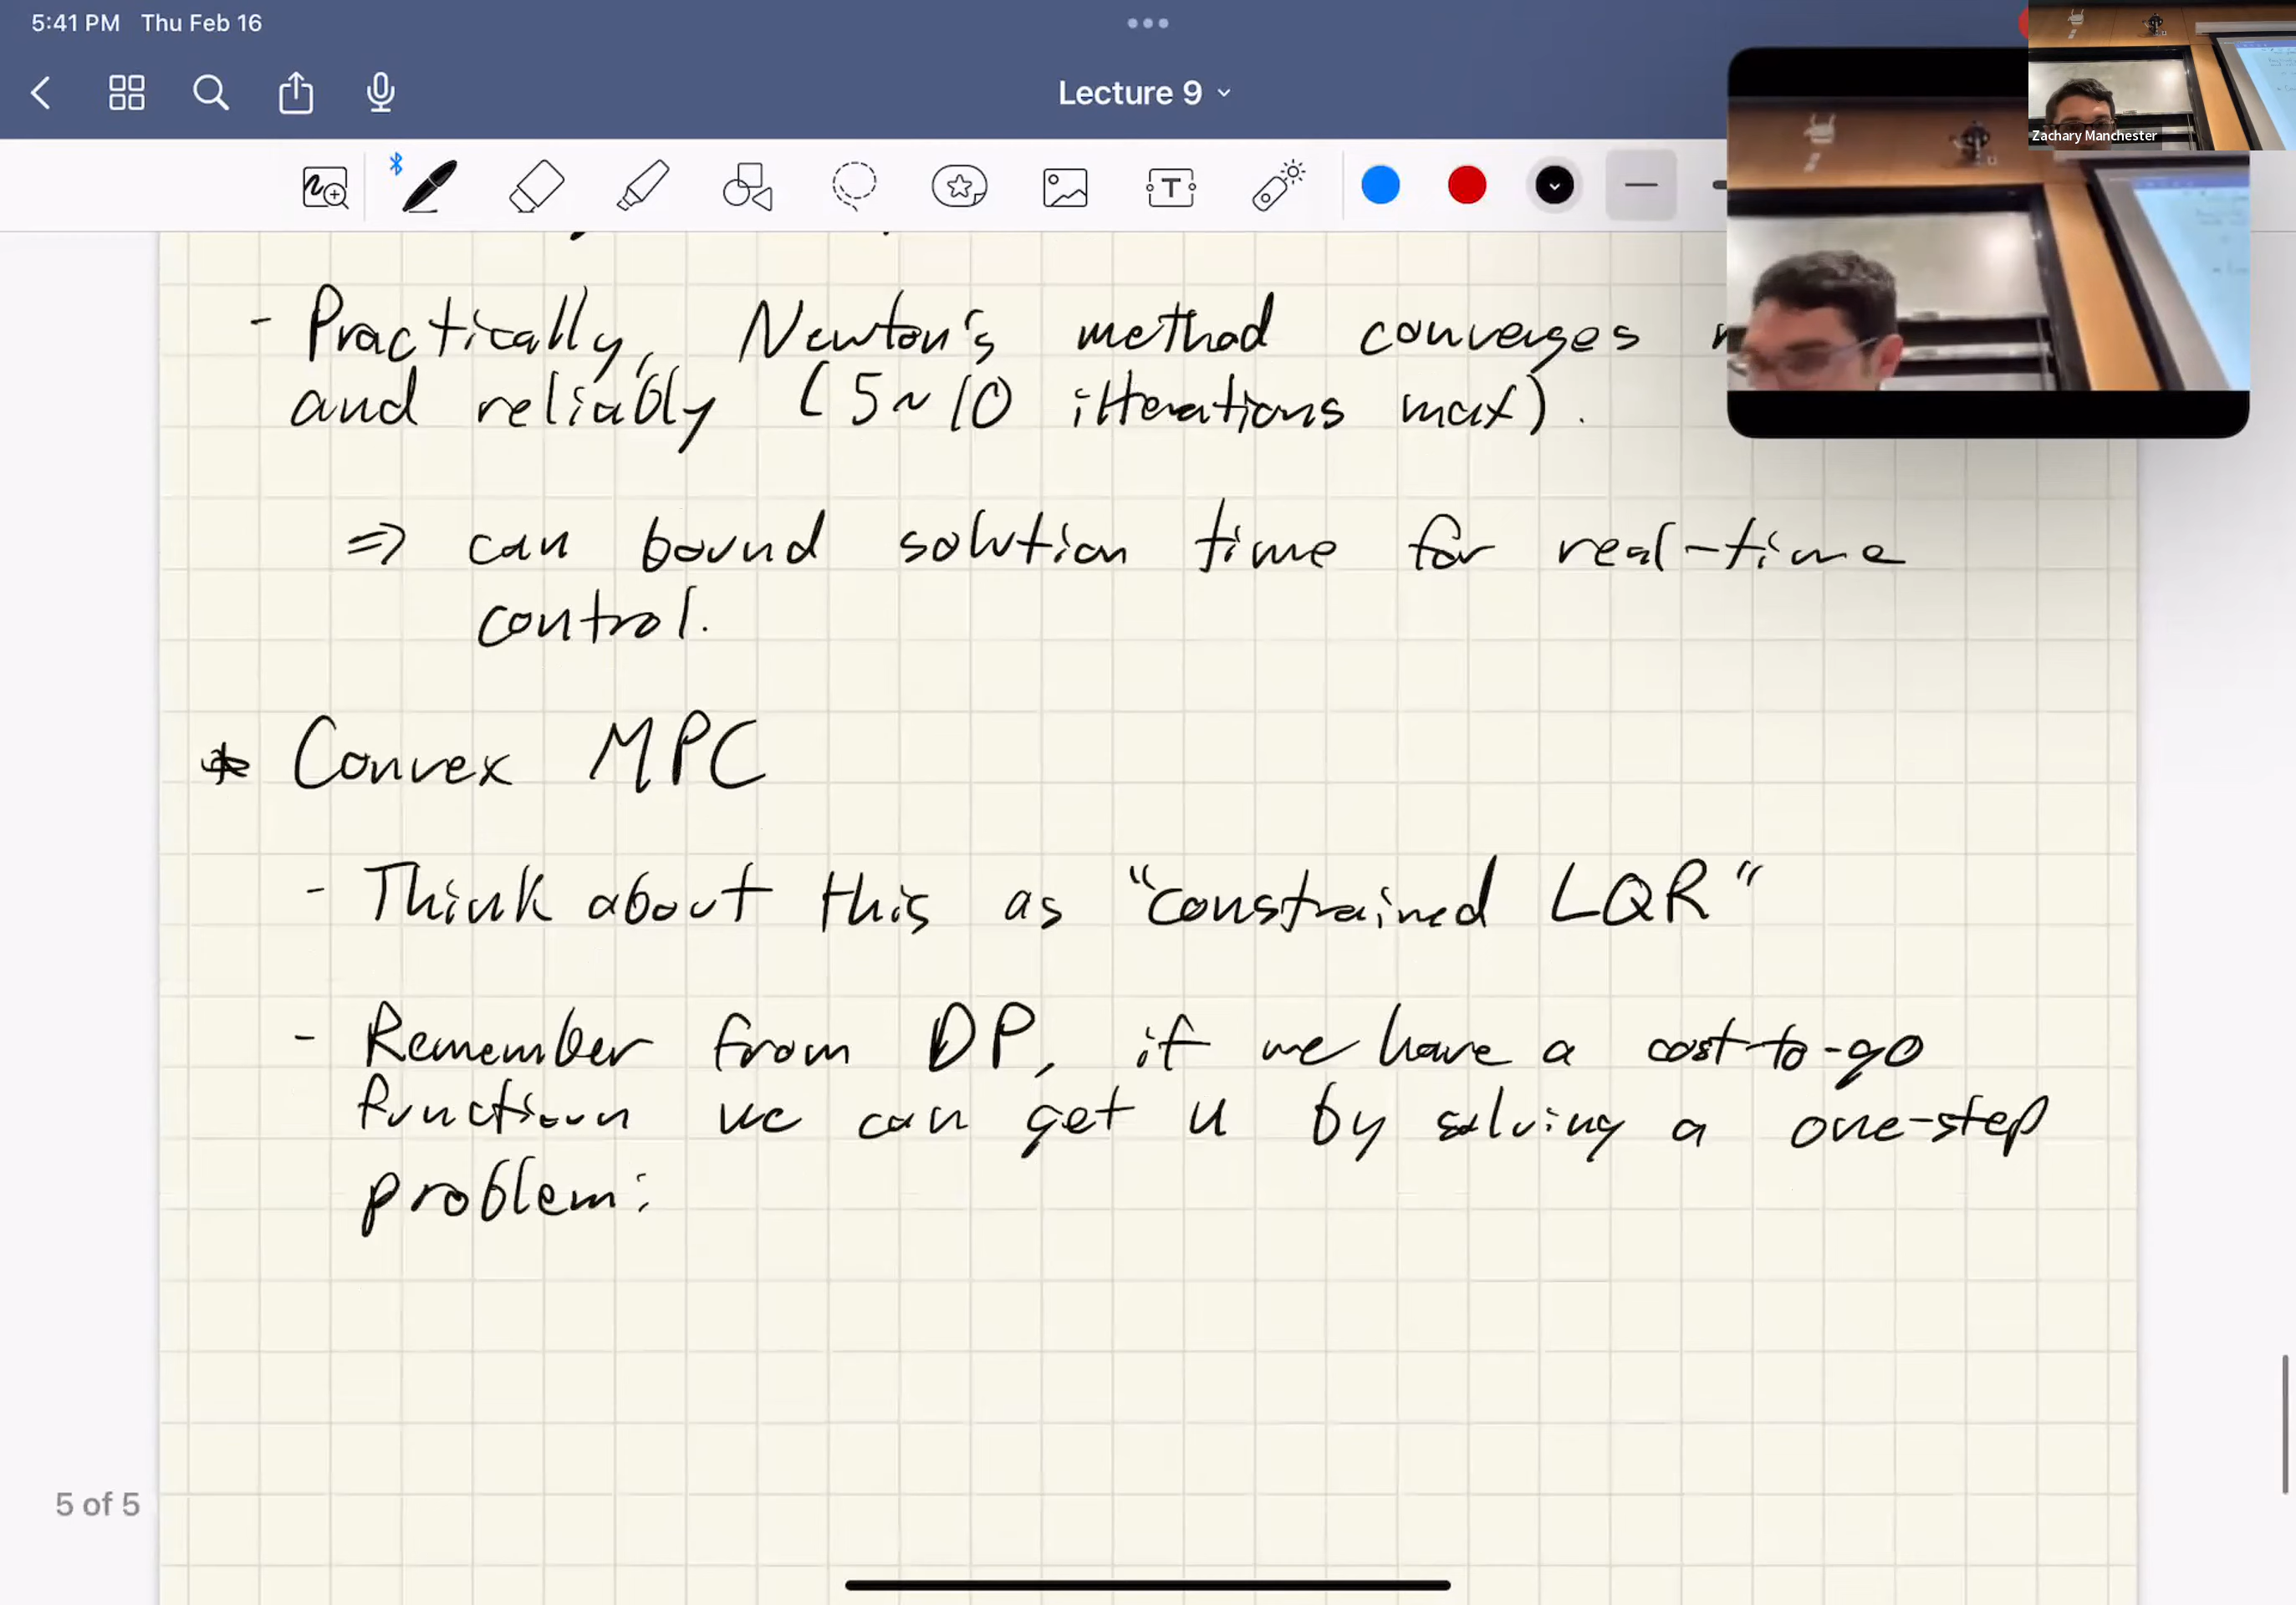 5:41 PM Thu Feb 16
Lecture 9
Zachary Manchester
- Practically, Newton's method converges
and reliably (5~10 itterations max).
⇒ can bound solution time for real-time
control.
* Convex MPC
- Think about this as "constrained LQR"
- Remember from DP, if we have a cost-to-go
function we can get u by solving a one-step
problem:
5 of 5